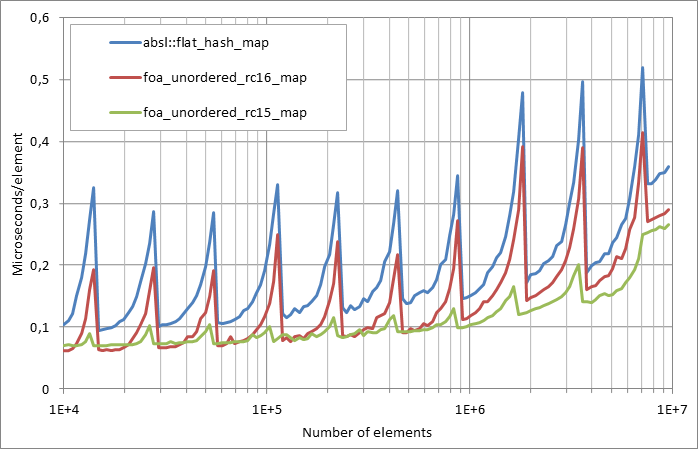 0,6
0,5
0,4
0,3
0,2
0,1
0
Microseconds/element
absl::flat_hash_map
foa_unordered_rc16_map
foa_unordered_rc15_map
1E+4
1E+5
1E+6
1E+7
Number of elements